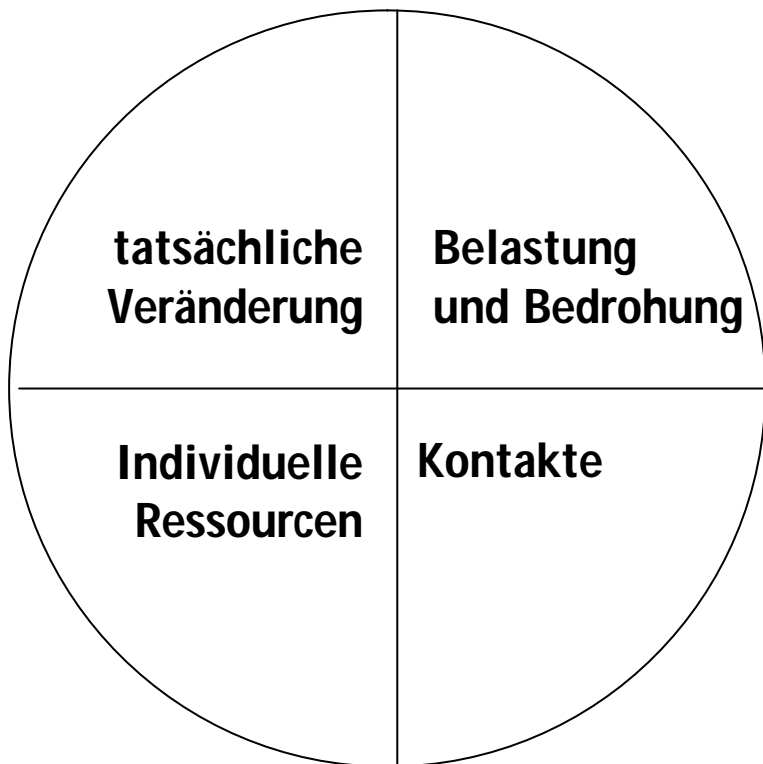 tatsächliche
Veränderung
Belastung
und Bedrohung
Individuelle
Ressourcen
Kontakte